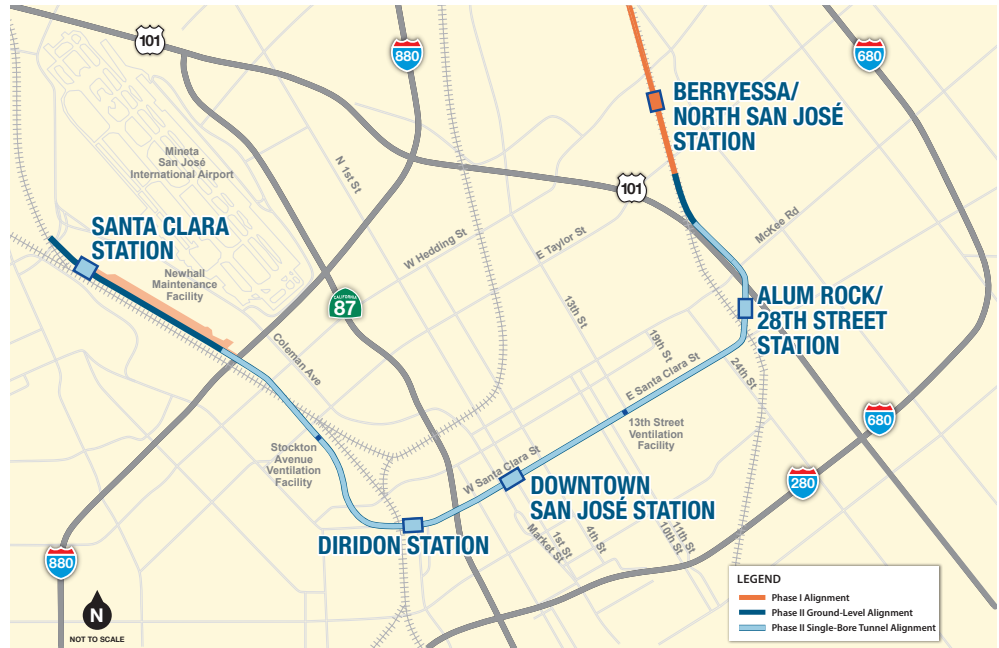 101
880
680
BERRYESSA/
NORTH SAN JOSÉ
STATION
Mineta
San José
International Airport
N 1st St
101
McKee Rd
SANTA CLARA
STATION
W Hedding St
E Taylor St
Newhall
Maintenance
Facility
CALIFORNIA
87
13th St
ALUM ROCK/
28TH STREET
STATION
19th St
Coleman Ave
E Santa Clara St
24th St
680
13th Street
Ventilation
Facility
Stockton
Avenue
Ventilation
Facility
W Santa Clara St
280
DOWNTOWN
SAN JOSÉ STATION
DIRIDON STATION
Market St
1st St
4th St
10th St
11th St
880
N
NOT TO SCALE
LEGEND
Phase I Alignment
Phase II Ground-Level Alignment
Phase II Single-Bore Tunnel Alignment